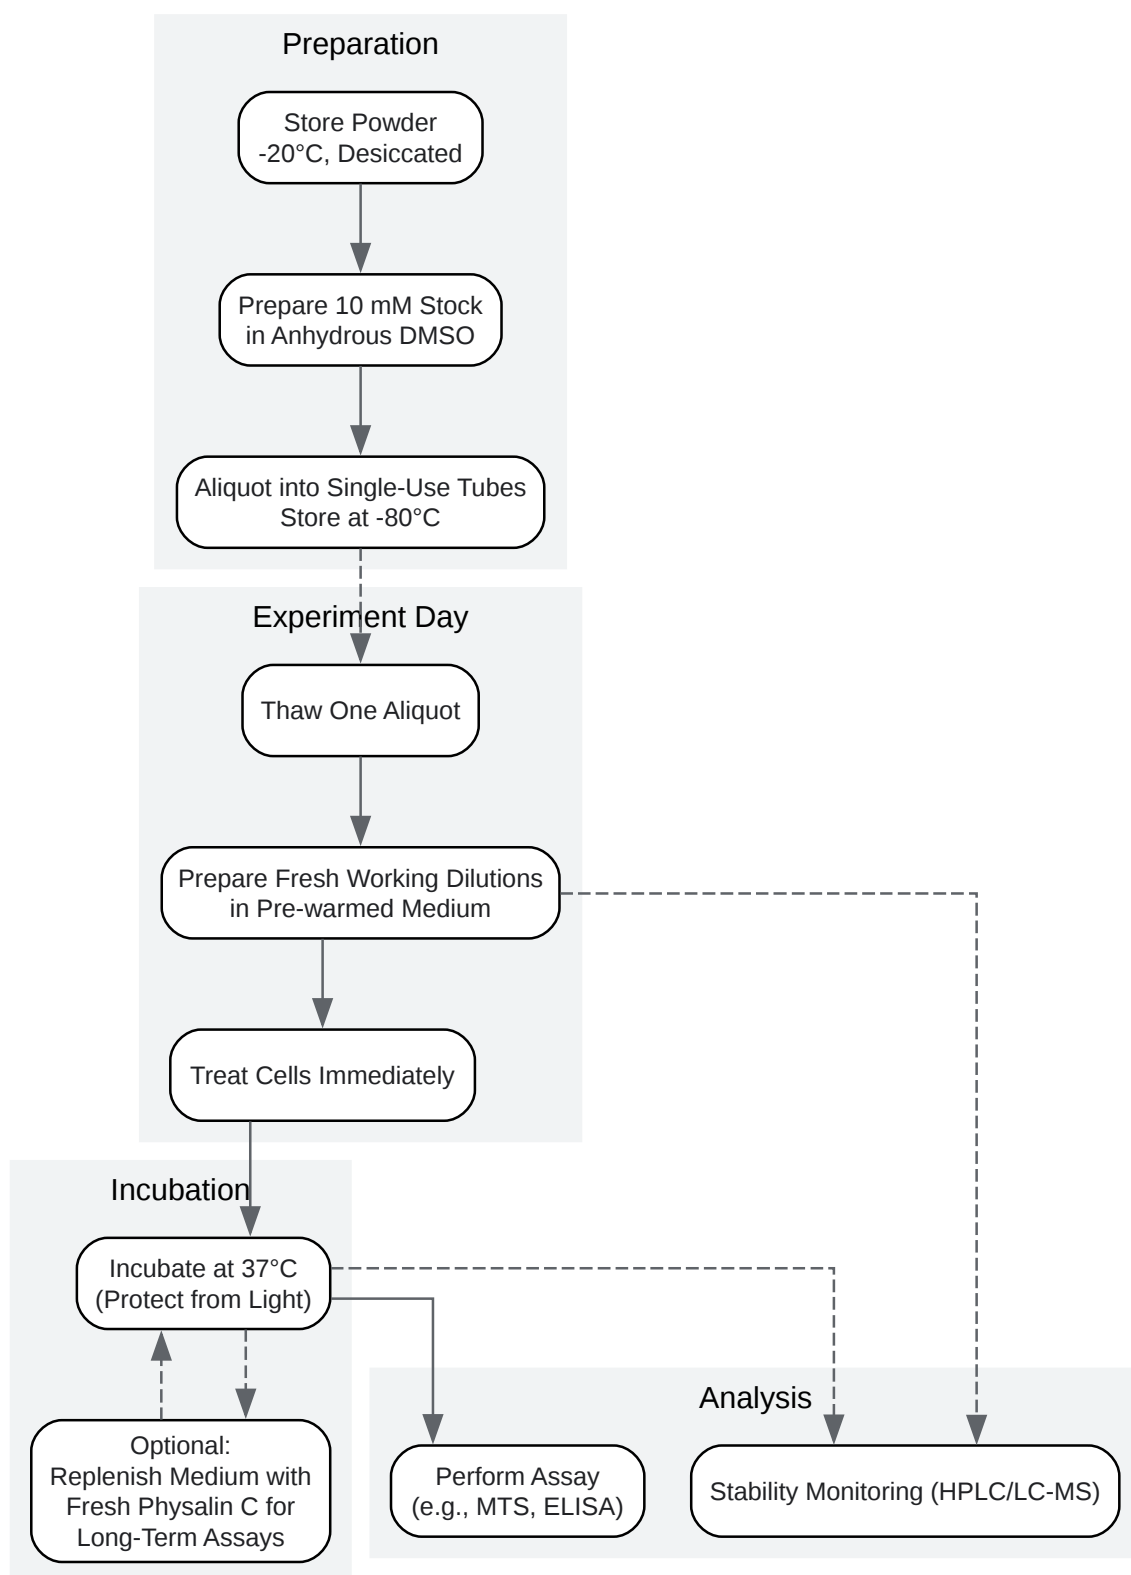 Preparation
Store Powder
-20°C, Desiccated
Prepare 10 mM Stock
in Anhydrous DMSO
Aliquot into Single-Use Tubes
Store at -80°C
Experiment Day
Thaw One Aliquot
Prepare Fresh Working Dilutions
in Pre-warmed Medium
Treat Cells Immediately
Incubation
Incubate at 37°C
(Protect from Light)
Optional:
Replenish Medium with
Fresh Physalin C for
Long-Term Assays
Analysis
Perform Assay
(e.g., MTS, ELISA)
Stability Monitoring (HPLC/LC-MS)